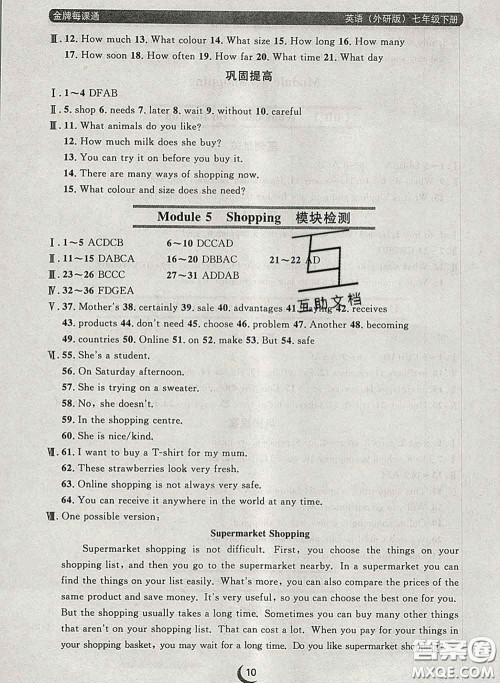 金牌每课通
英语（外研版）七年级下册
Ⅲ. 12. How much 13. What colour 14. What size 15. How long 16. How many
17. How soon 18. How often 19. How far 20. What time 21. What day
巩固提高
Ⅰ. 1~4 DFAB
Ⅱ. 5. shop 6. needs 7. later 8. wait 9. without 10. careful
Ⅲ. 11. What animals do you like?
12. How much milk does she buy?
13. You can try it on before you buy it.
14. There are many ways of shopping now.
15. What colour and size does she need?
Module 5 Shopping 模块检测
Ⅰ. 1~5 ACDCB 6~10 DCCAD
Ⅱ. 11~15 DABCA 16~20 DBBAC 21~22 AD
Ⅲ. 23~26 BCCC 27~31 ADDAB
Ⅳ. 32~36 FDGEA
Ⅴ. 37. Mother's 38. certainly 39. sale 40. advantages 41. paying 42. receives
43. products 44. don't need 45. choose 46. problem 47. Another 48. becoming
49. countries 50. Online 51. on 52. make 53. But 54. safe
Ⅵ. 55. She's a student.
56. On Saturday afternoon.
57. She is trying on a sweater.
58. No, she doesn't.
59. In the shopping centre.
60. She is nice/kind.
Ⅶ. 61. I want to buy a T-shirt for my mum.
62. These strawberries look very fresh.
63. Online shopping is not always very safe.
64. You can receive it anywhere in the world at any time.
Ⅷ. One possible version:
Supermarket Shopping
Supermarket shopping is not difficult. First, you choose the things on your
shopping list, and then you go to the supermarket nearby. In a supermarket you
can find the things on your list easily. What's more, you can also compare the prices of the
same product and save money. It's very useful, so you can enjoy buying a lot of things.
But the shopping usually takes a long time. Sometimes you can buy many other things
that aren't on your list. That can cost a lot. When you pay for your things in
your shopping basket, you may wait for a long time. Do you like supermarket shopping?
10
互助文档
答案圈
MXQE.COM